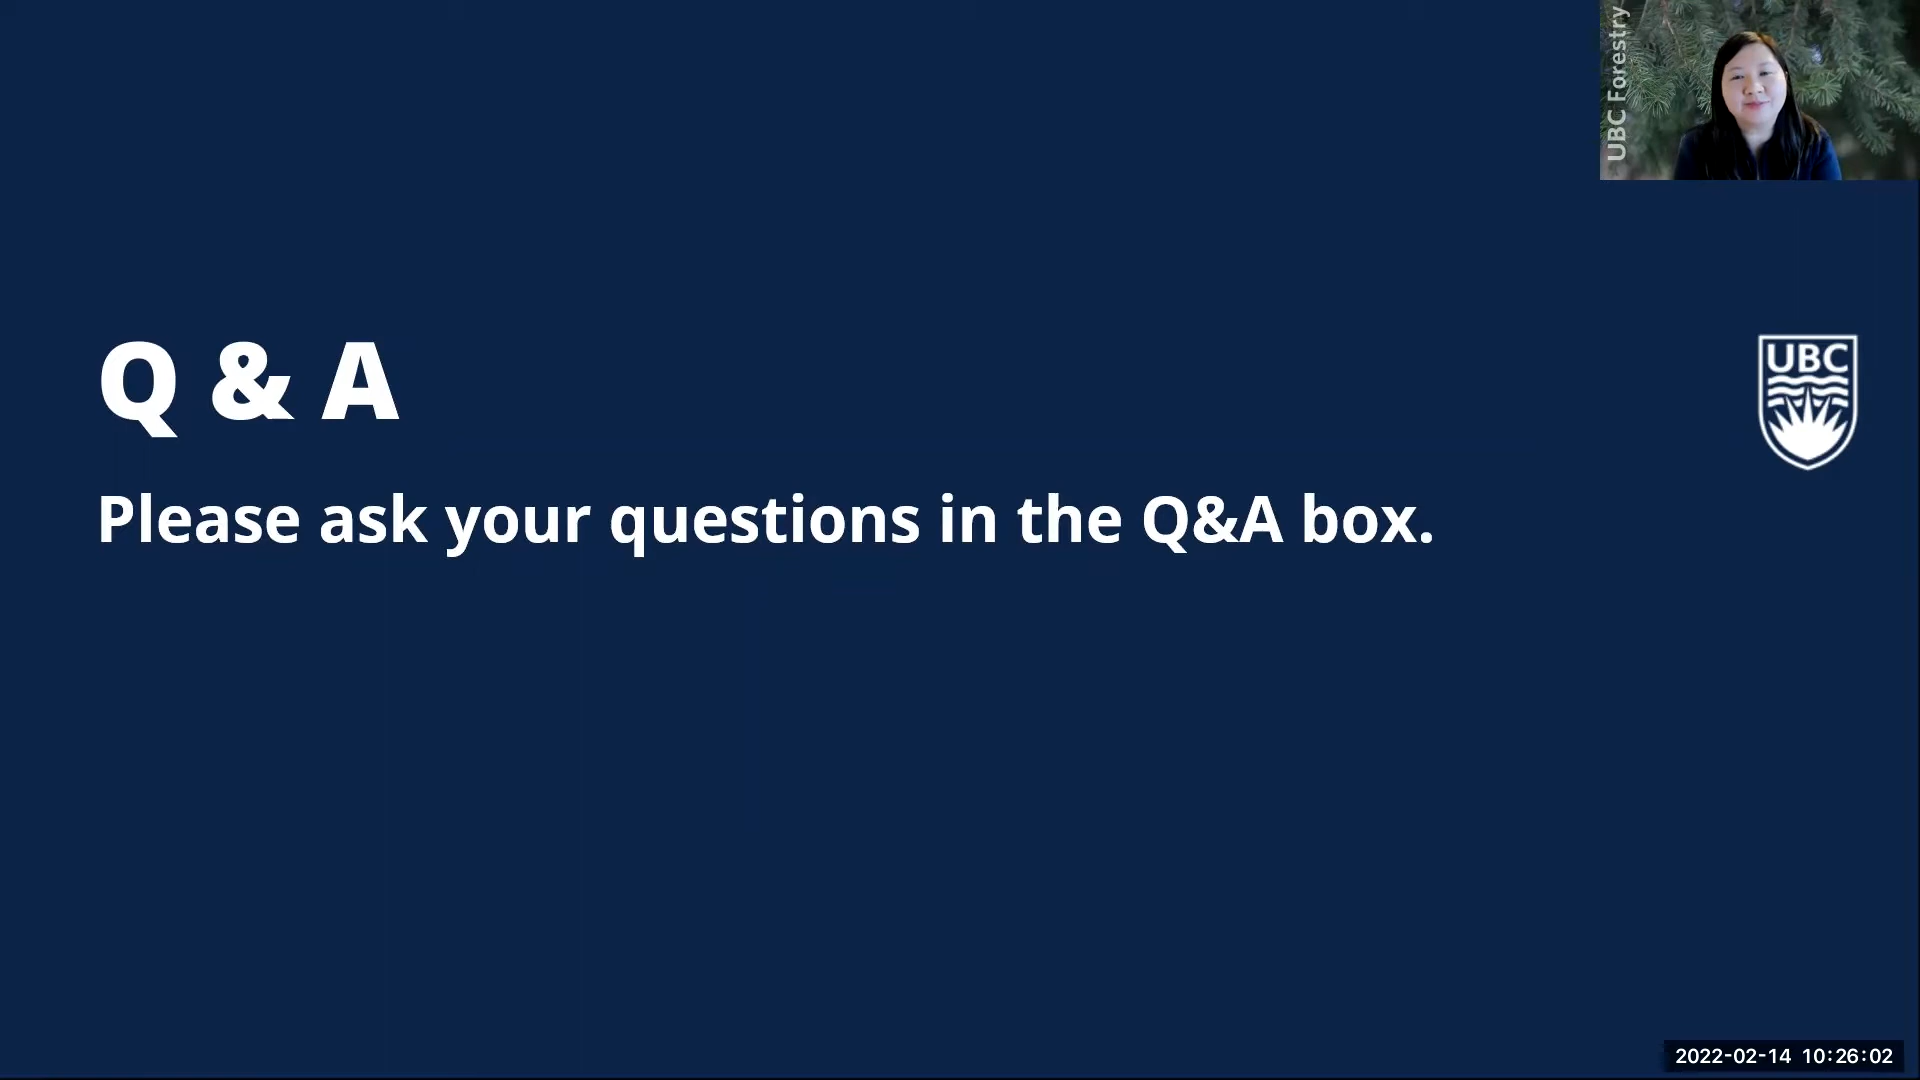 UBC Forestry
Q & A
UBC
Please ask your questions in the Q&A box.
2022-02-14 10:26:02